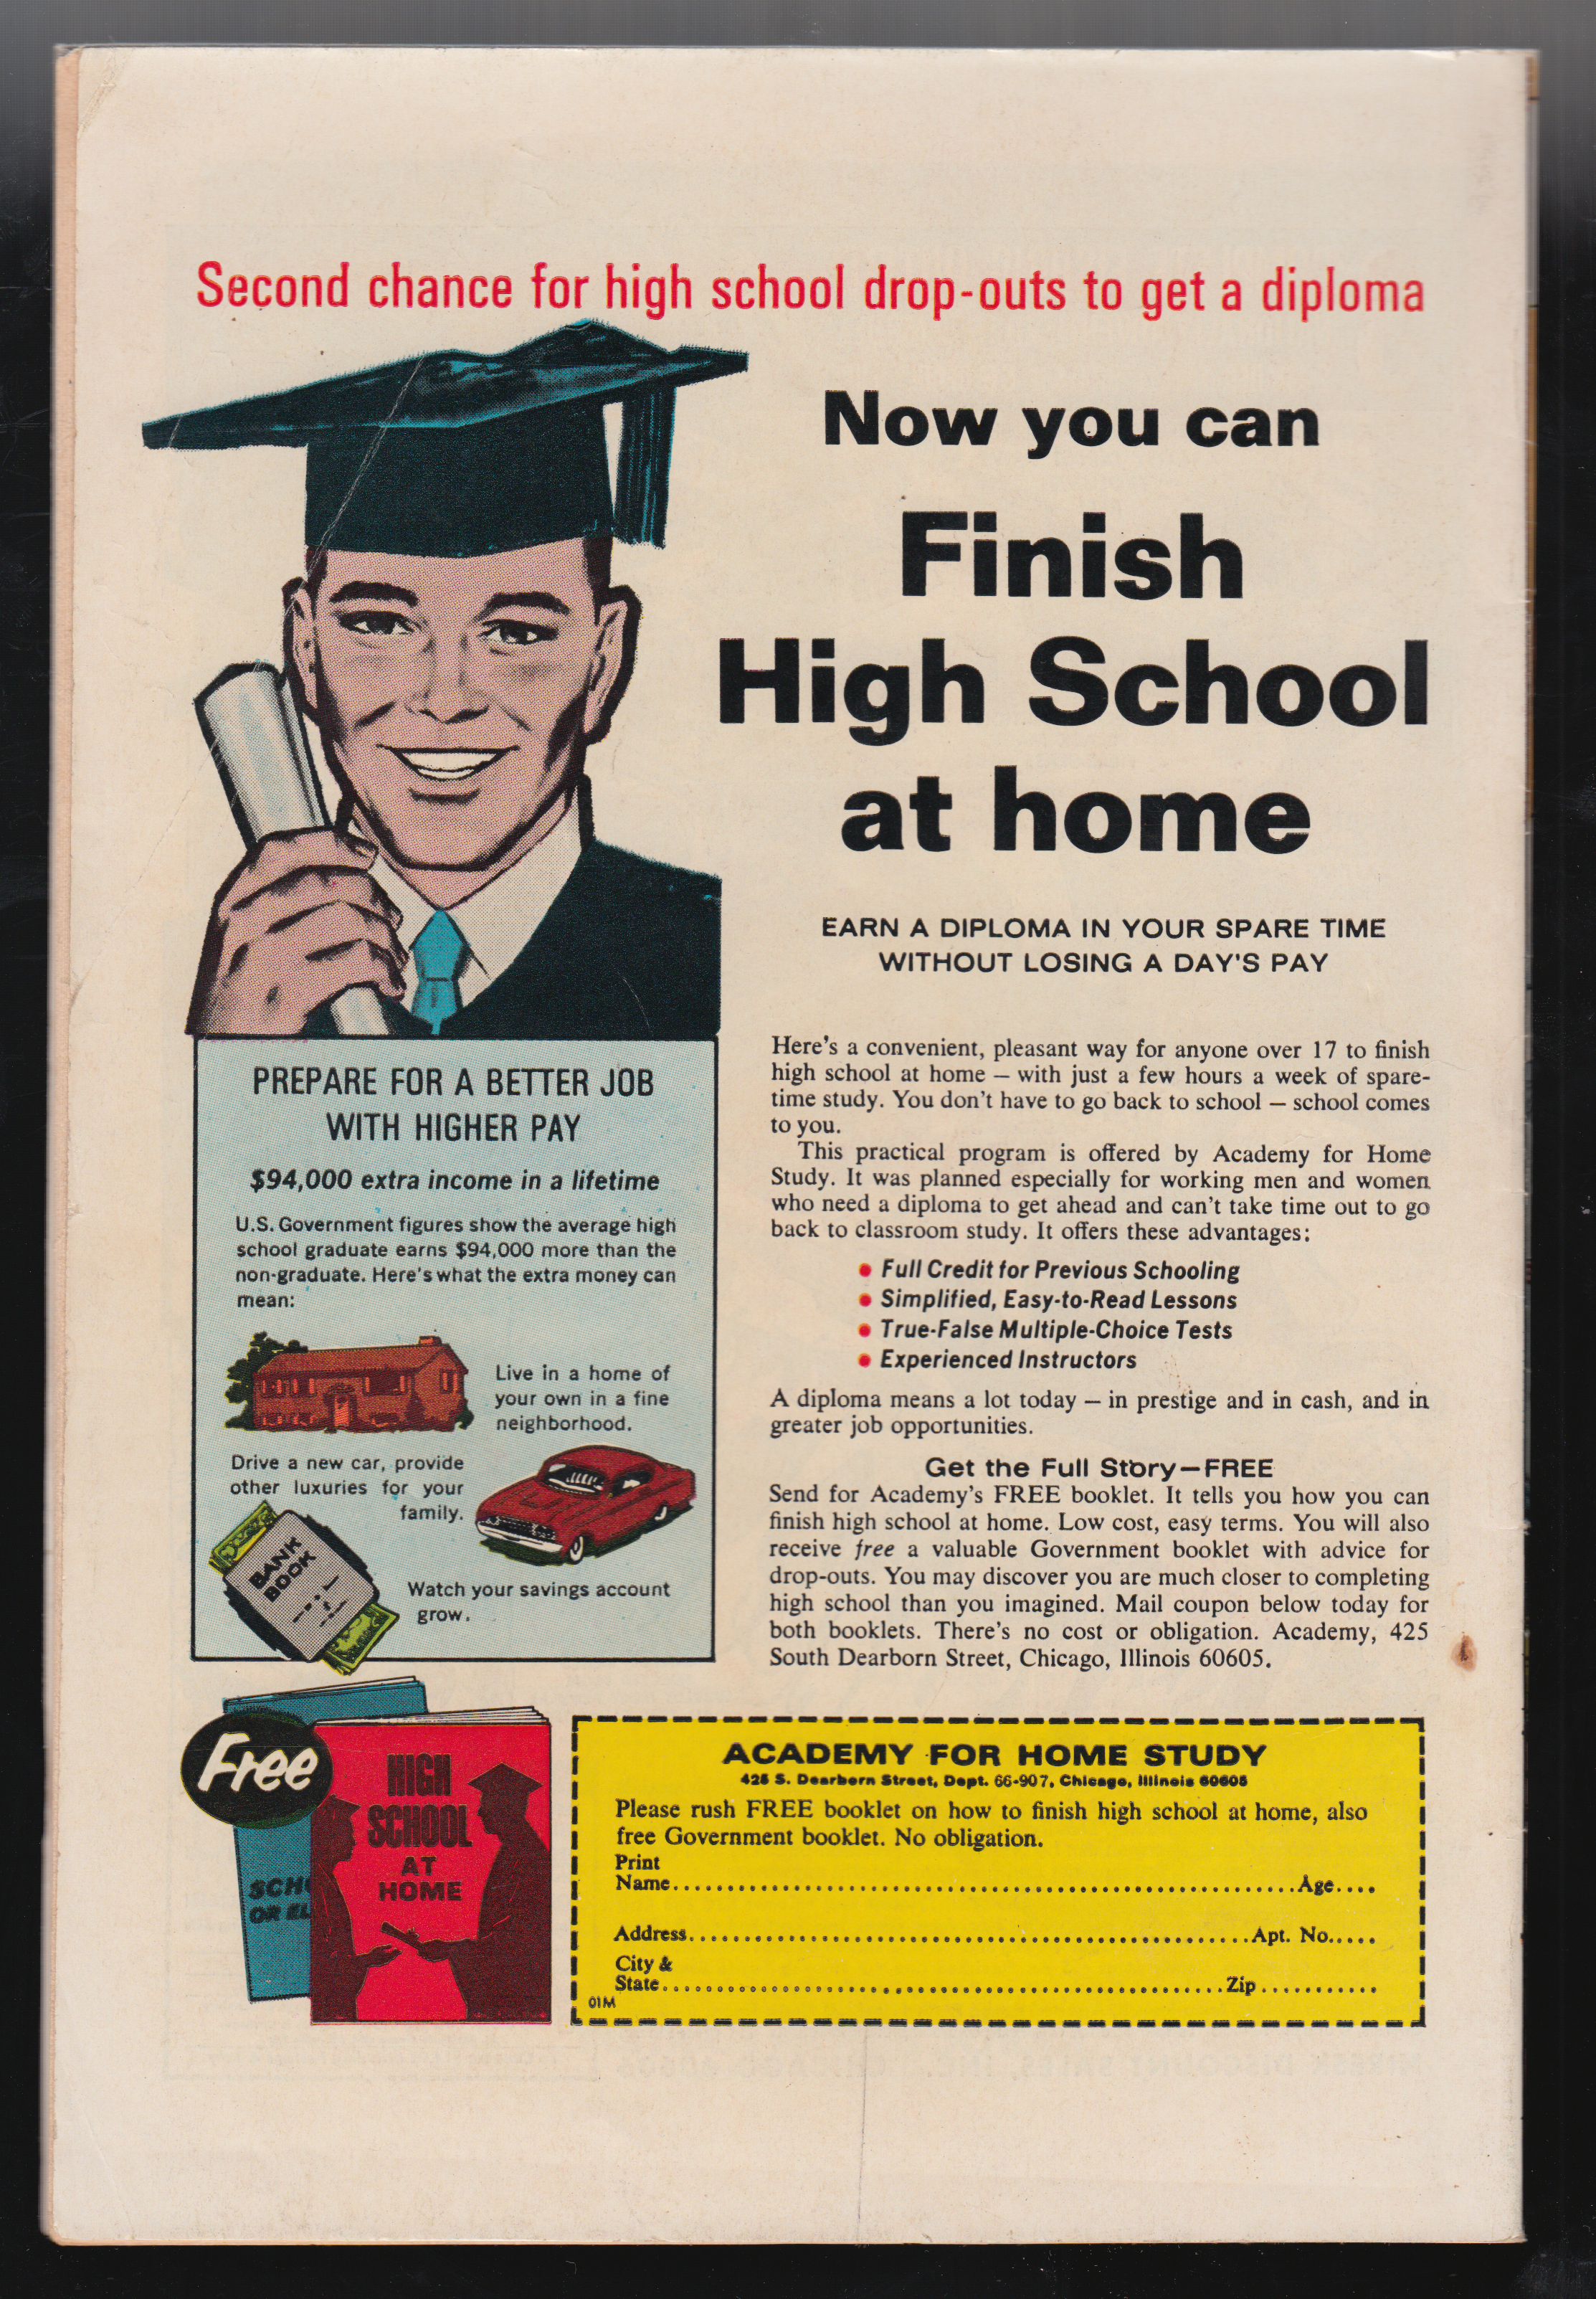 Second chance for high school drop-outs to get a diploma
Now you can
Finish
High School
at home
EARN A DIPLOMA IN YOUR SPARE TIME
WITHOUT LOSING A DAY'S PAY
PREPARE FOR A BETTER JOB
WITH HIGHER PAY
$94,000 extra income in a lifetime
U.S. Government figures show the average high
school graduate earns $94,000 more than the
non-graduate. Here's what the extra money can
mean:
Live in a home of
your own in a fine
neighborhood.
Drive a new car, provide
other luxuries for your
family.
BANK
BOOK
Watch your savings account
grow.
Here's a convenient, pleasant way for anyone over 17 to finish
high school at home — with just a few hours a week of spare-
time study. You don't have to go back to school — school comes
to you.
This practical program is offered by Academy for Home
Study. It was planned especially for working men and women
who need a diploma to get ahead and can't take time out to go
back to classroom study. It offers these advantages:
• Full Credit for Previous Schooling
• Simplified, Easy-to-Read Lessons
• True-False Multiple-Choice Tests
• Experienced Instructors
A diploma means a lot today — in prestige and in cash, and in
greater job opportunities.
Get the Full Story—FREE
Send for Academy's FREE booklet. It tells you how you can
finish high school at home. Low cost, easy terms. You will also
receive free a valuable Government booklet with advice for
drop-outs. You may discover you are much closer to completing
high school than you imagined. Mail coupon below today for
both booklets. There's no cost or obligation. Academy, 425
South Dearborn Street, Chicago, Illinois 60605.
Free
HIGH
SCHOOL
AT
HOME
SCH
OR EL
ACADEMY FOR HOME STUDY
425 S. Dearborn Street, Dept. 66-907, Chicago, Illinois 60605
Please rush FREE booklet on how to finish high school at home, also
free Government booklet. No obligation.
Print
Name..........Age....
Address..........Apt. No.....
City &
State..........Zip..........
01M